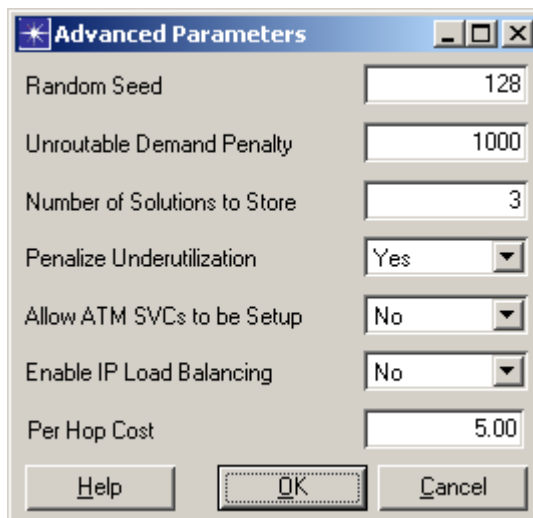 Advanced Parameters
Random Seed 128
Unroutable Demand Penalty 1000
Number of Solutions to Store 3
Penalize Underutilization Yes
Allow ATM SVCs to be Setup No
Enable IP Load Balancing No
Per Hop Cost 5.00
Help OK Cancel